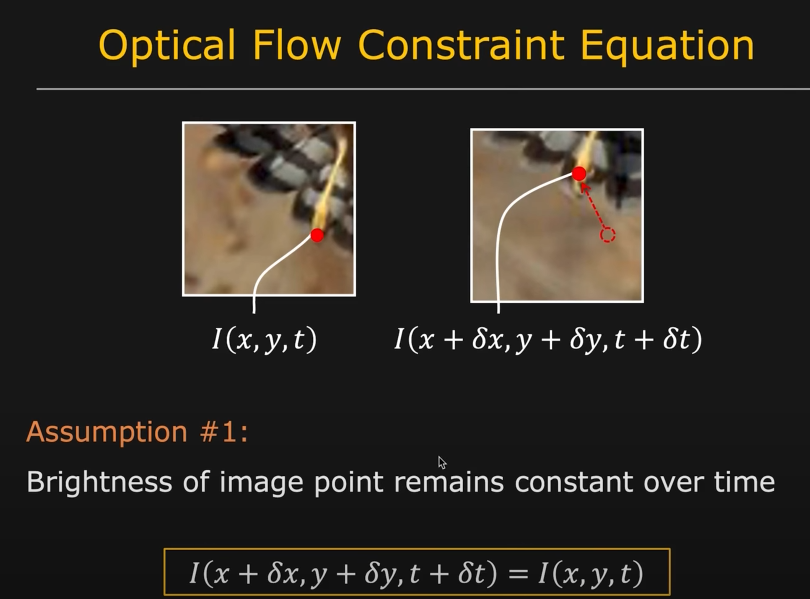 Optical Flow Constraint Equation
I(x, y, t)
I(x + δx, y + δy, t + δt)
Assumption #1:
Brightness of image point remains constant over time
I(x + δx, y + δy, t + δt) = I(x, y, t)